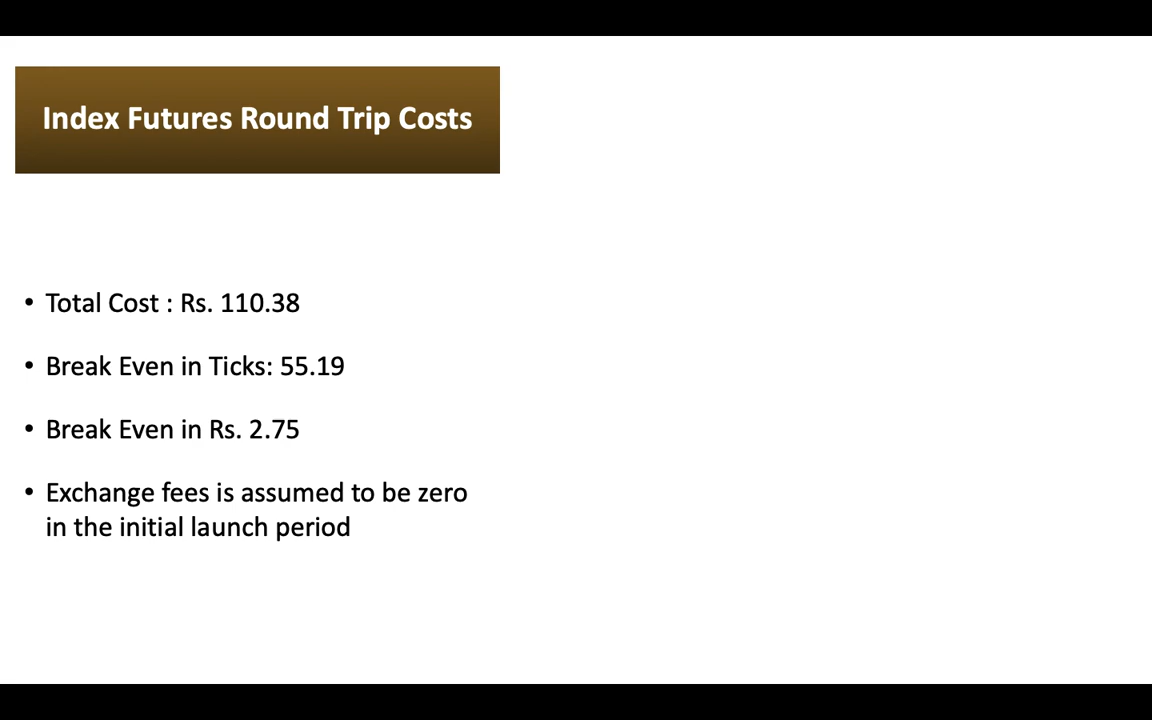 Index Futures Round Trip Costs
• Total Cost : Rs. 110.38
• Break Even in Ticks: 55.19
• Break Even in Rs. 2.75
• Exchange fees is assumed to be zero
in the initial launch period